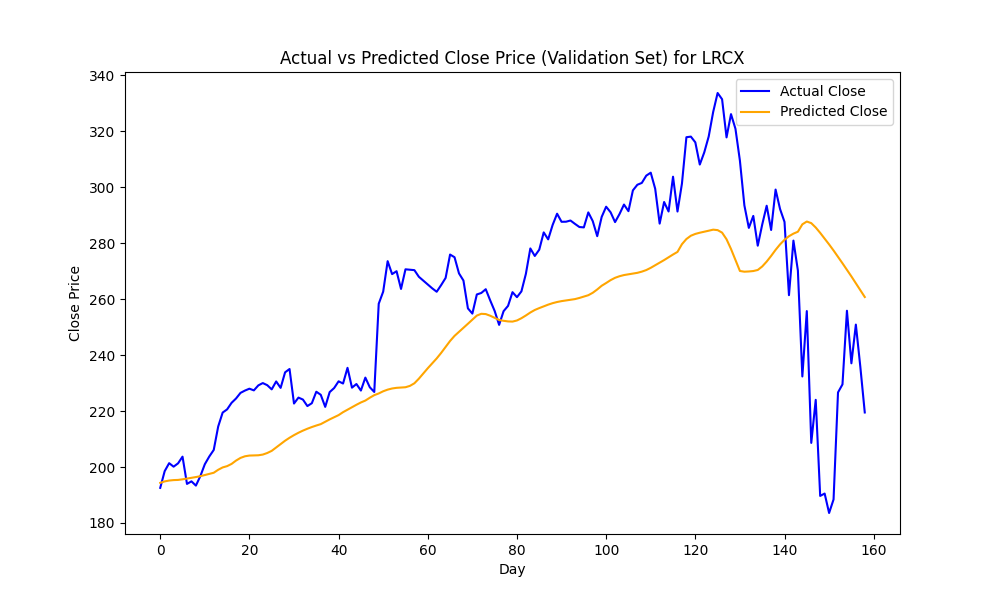 Actual vs Predicted Close Price (Validation Set) for LRCX
Actual Close
Predicted Close
Close Price
340
320
300
280
260
240
220
200
180
0 20 40 60 80 100 120 140 160
Day